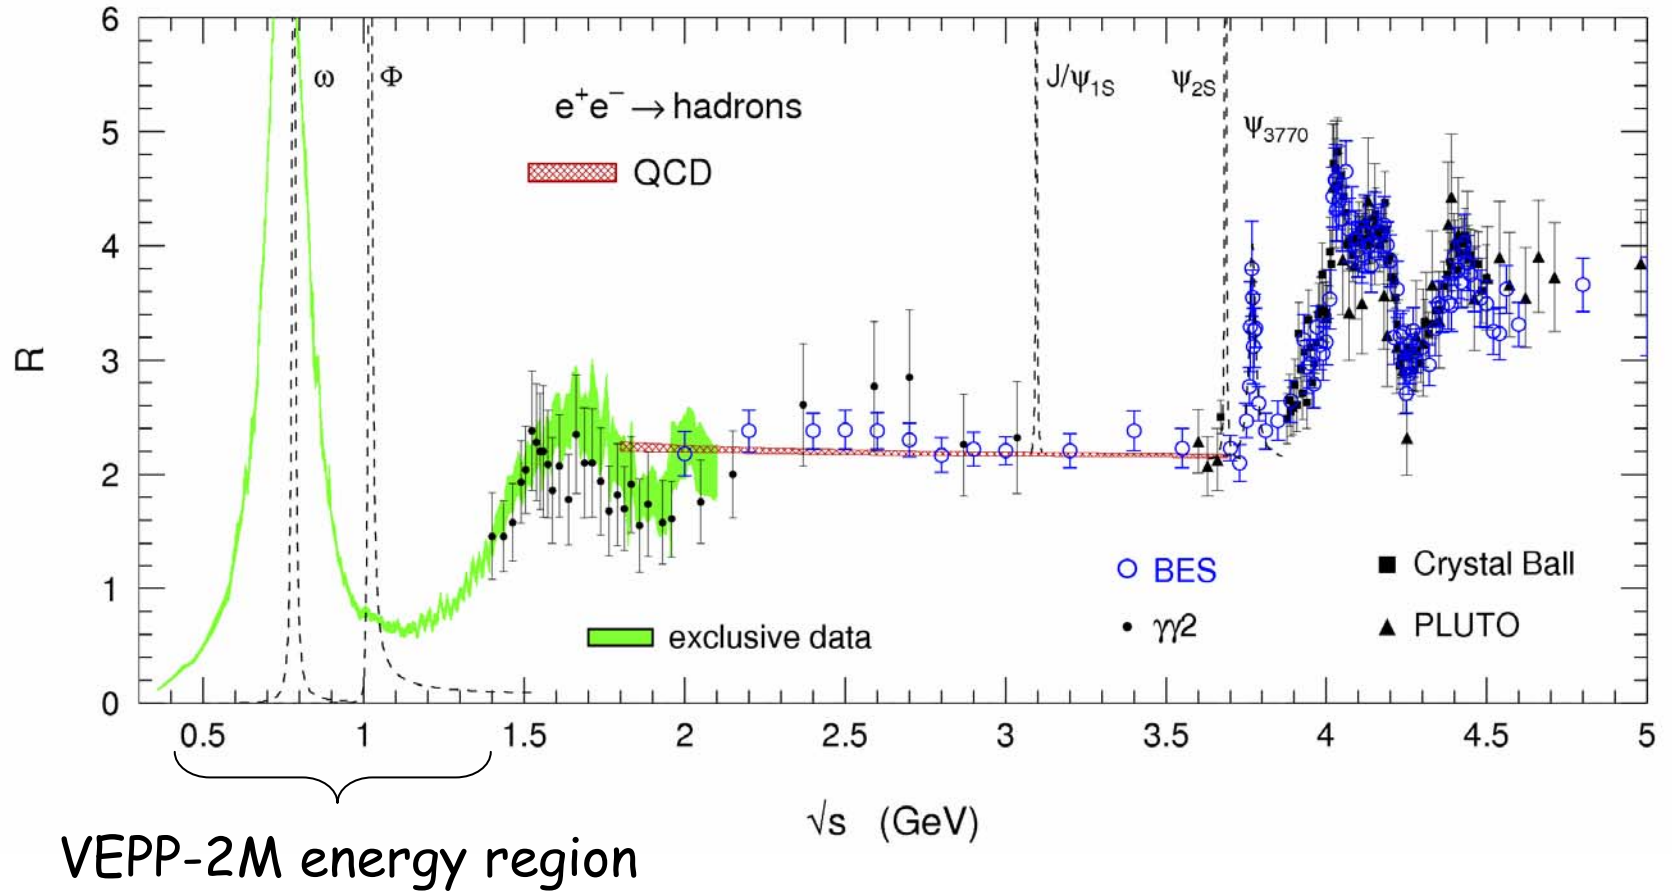 6
5
4
3
2
1
0
R
ω
Φ
J/ψ1S
ψ2S
ψ3770
e+e− → hadrons
QCD
exclusive data
BES
γγ2
Crystal Ball
PLUTO
0.5 1 1.5 2 2.5 3 3.5 4 4.5 5
√s (GeV)
VEPP-2M energy region